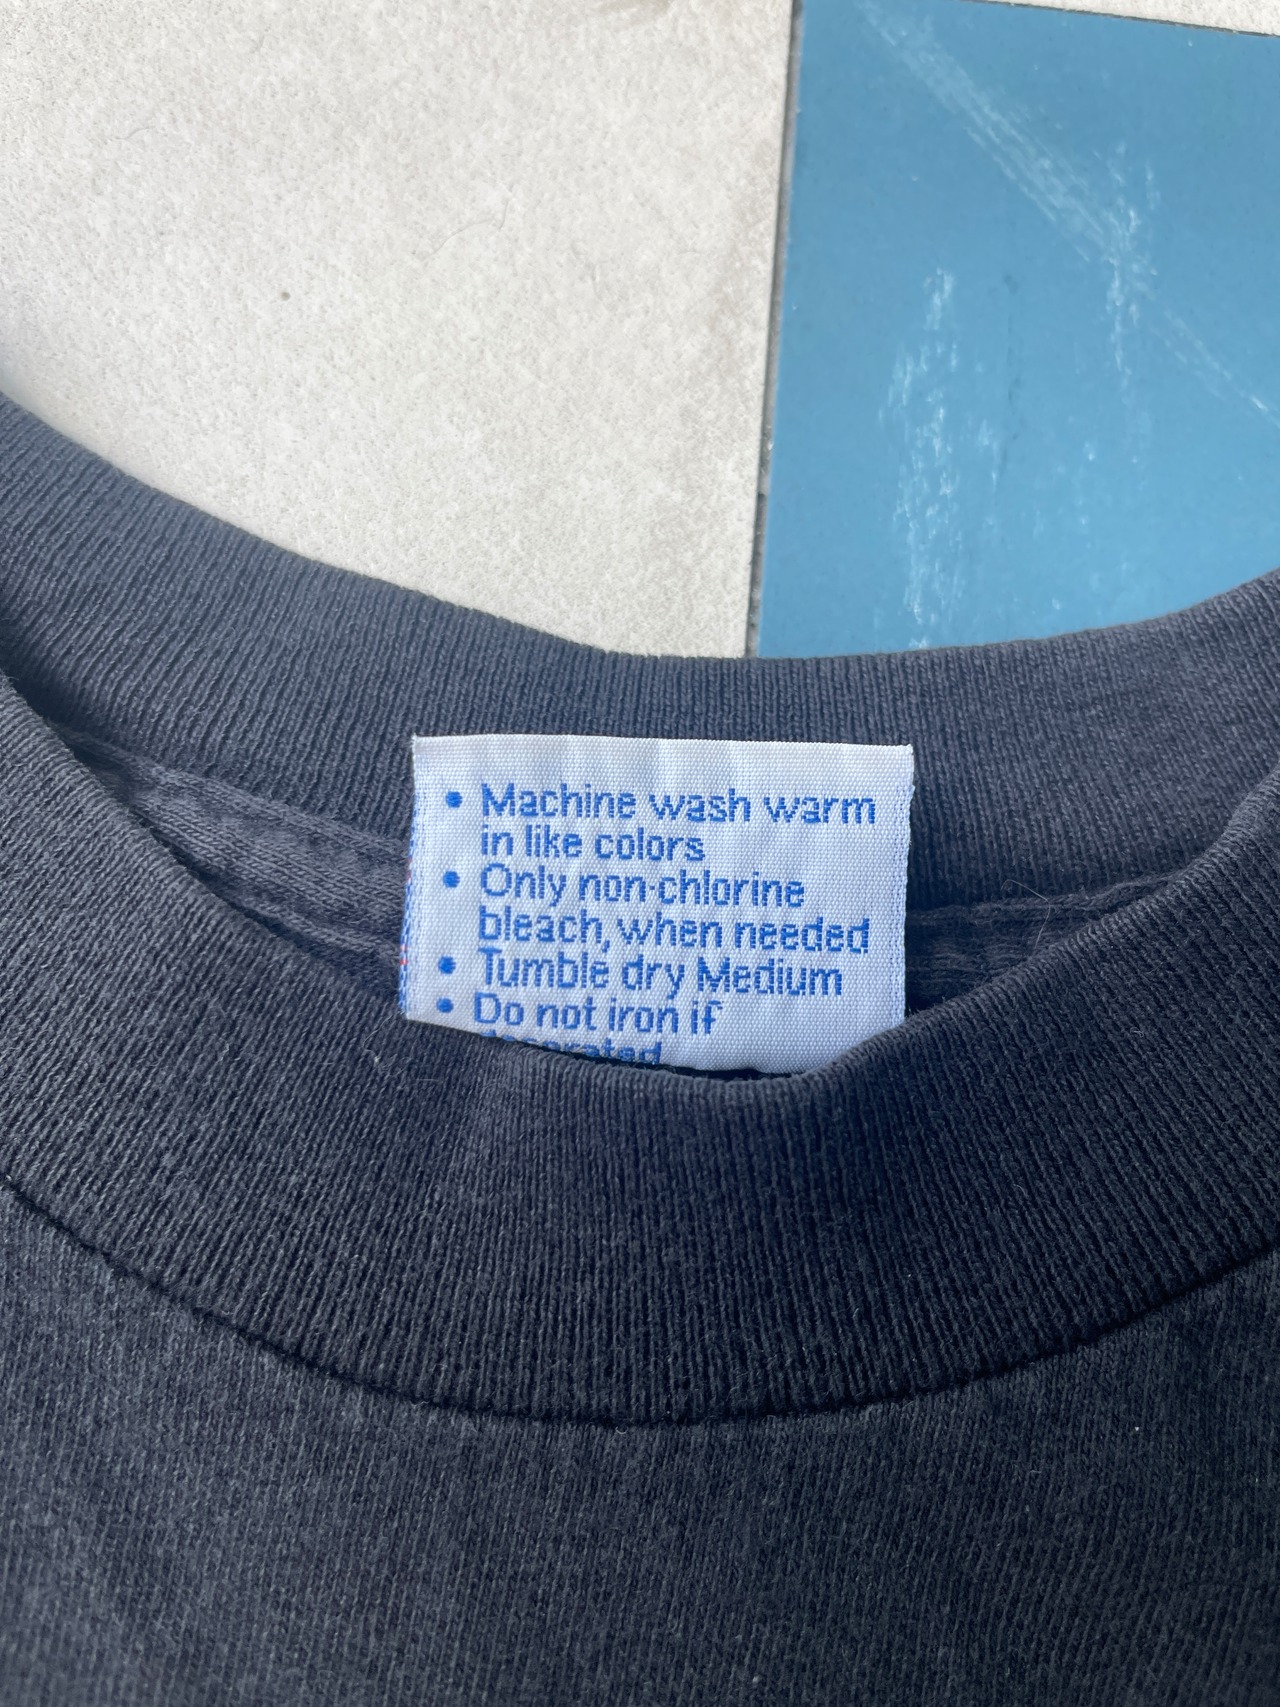 • Machine wash warm
in like colors
• Only non-chlorine
bleach, when needed
• Tumble dry Medium
• Do not iron if